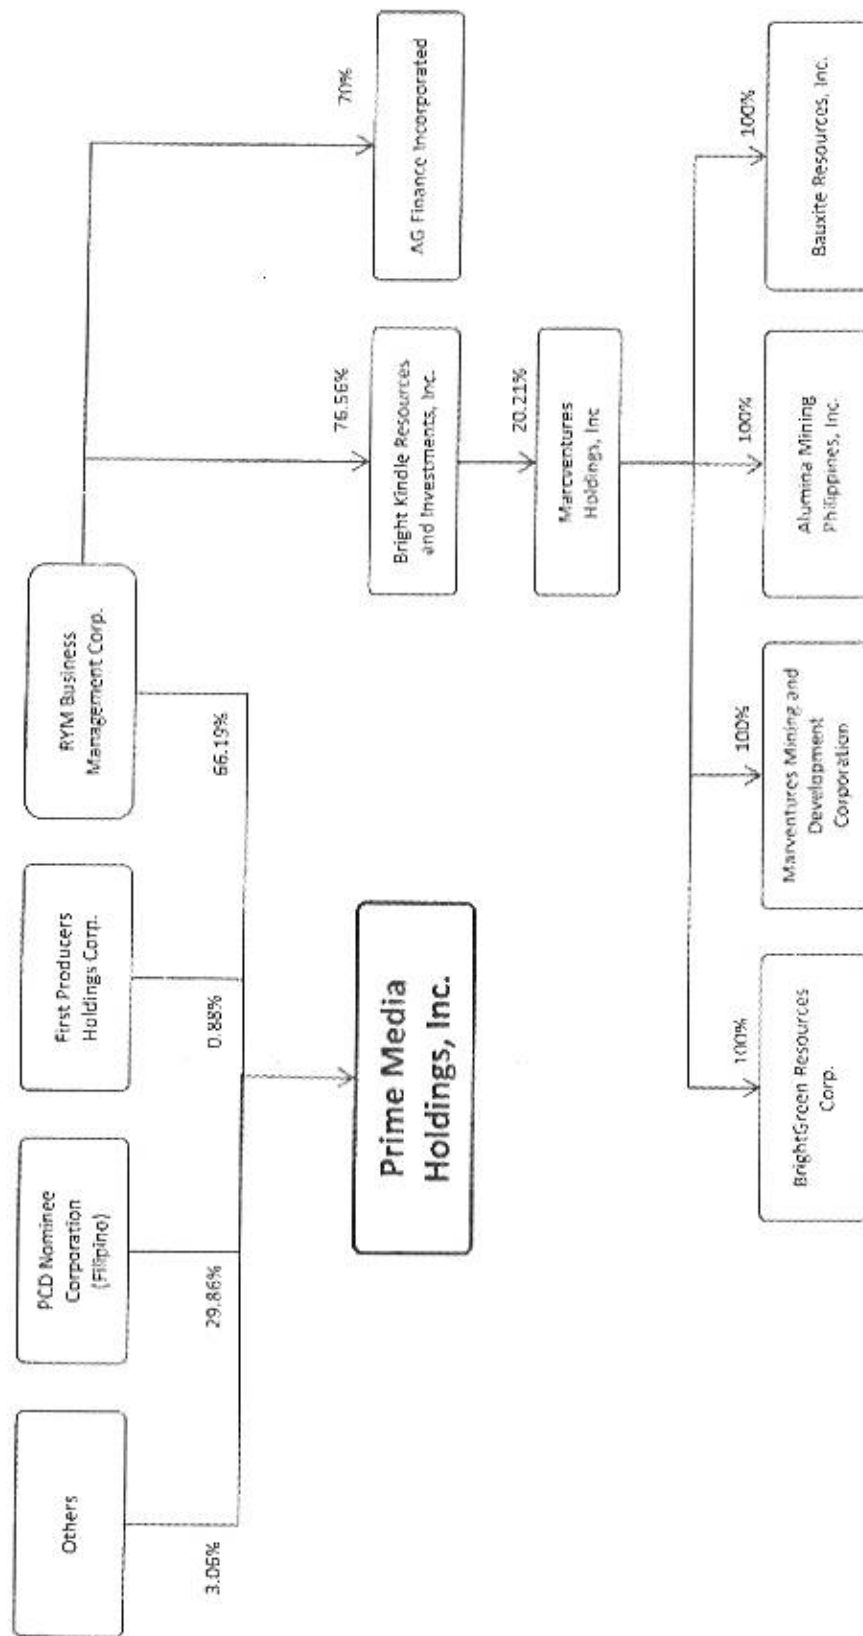 Others
PCD Nominee
Corporation
(Filipino)
First Producers
Holdings Corp.
RYM Business
Management Corp.
3.06%
29.86%
0.88%
66.19%
Prime Media
Holdings, Inc.
76.56%
70%
Bright Kindle Resources
and Investments, Inc.
AG Finance Incorporated
20.21%
Marcventures
Holdings, Inc
100%
100%
100%
100%
BrightGreen Resources
Corp.
Marventures Mining and
Development
Corporation
Alumina Mining
Philippines, Inc.
Bauxite Resources, Inc.